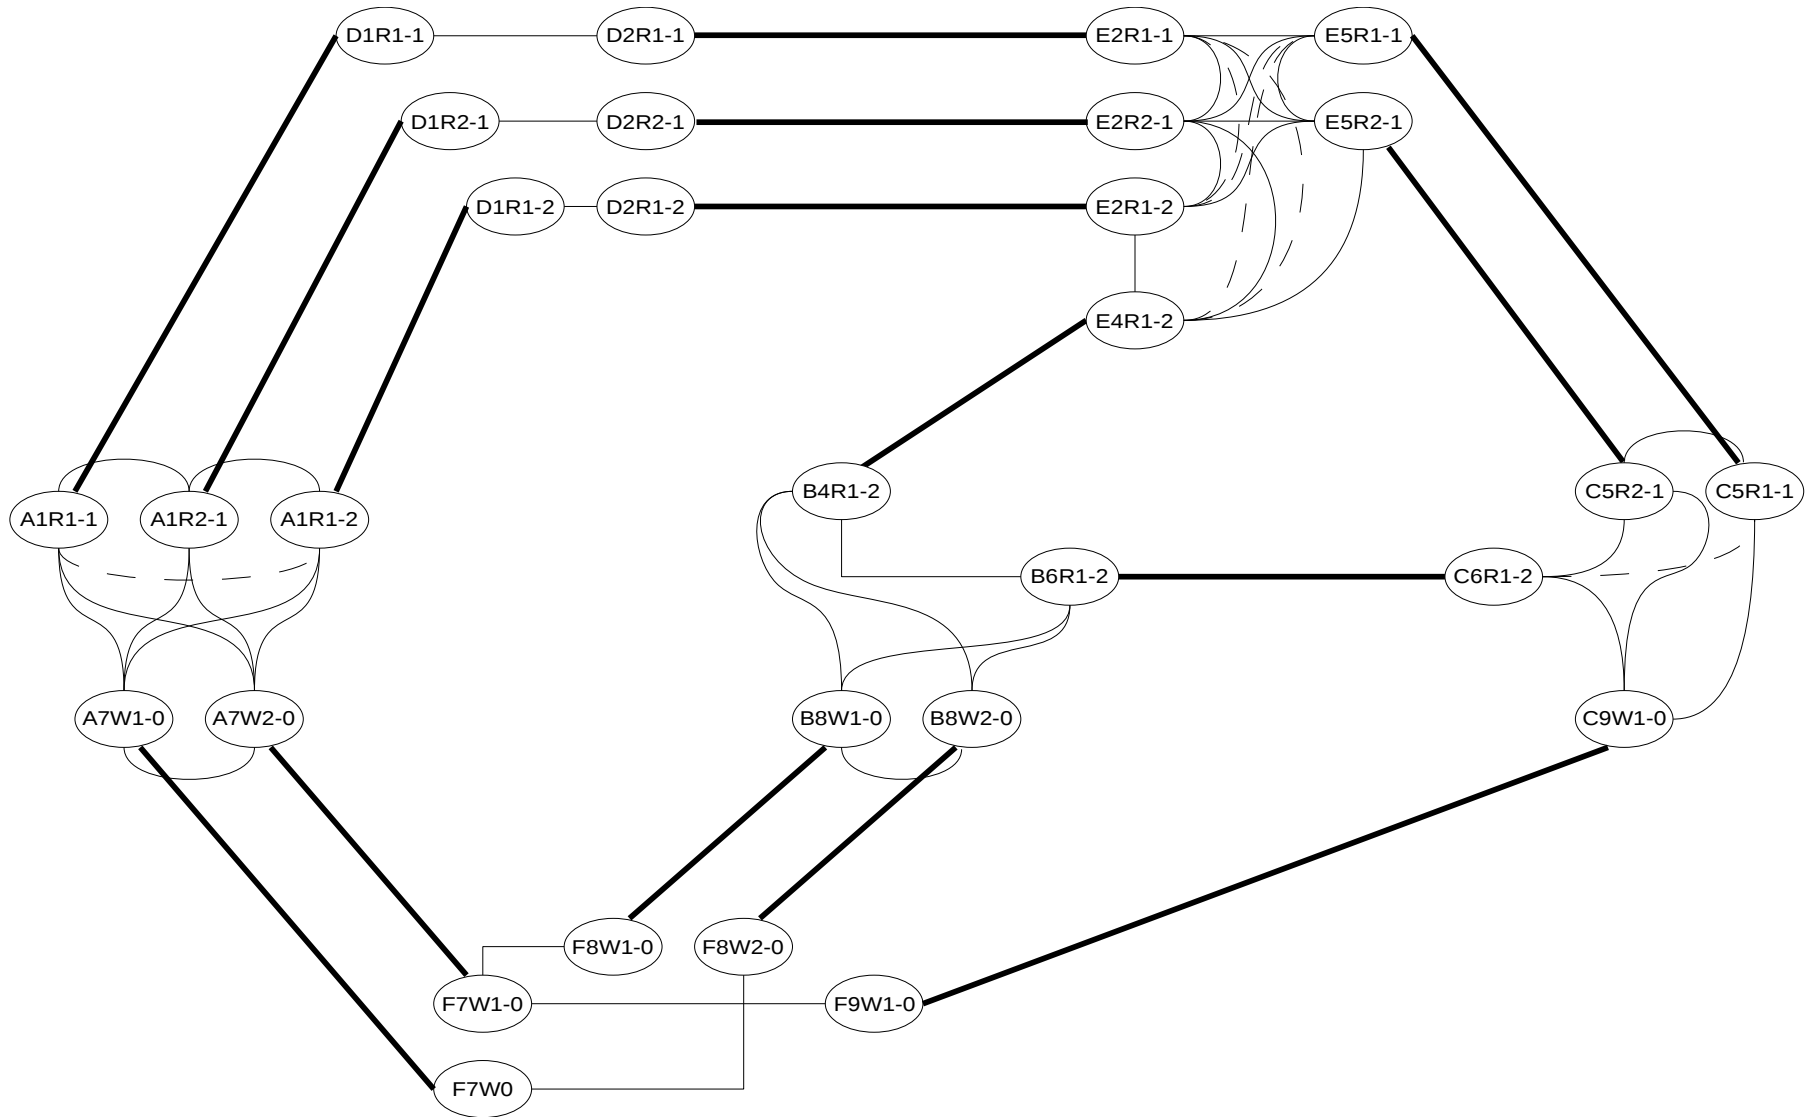 D1R1-1 D2R1-1 E2R1-1 E5R1-1
D1R2-1 D2R2-1 E2R2-1 E5R2-1
D1R1-2 D2R1-2 E2R1-2
E4R1-2
B4R1-2 C5R2-1 C5R1-1
A1R1-1 A1R2-1 A1R1-2
B6R1-2 C6R1-2
A7W1-0 A7W2-0 B8W1-0 B8W2-0 C9W1-0
F8W1-0 F8W2-0
F7W1-0 F9W1-0
F7W0